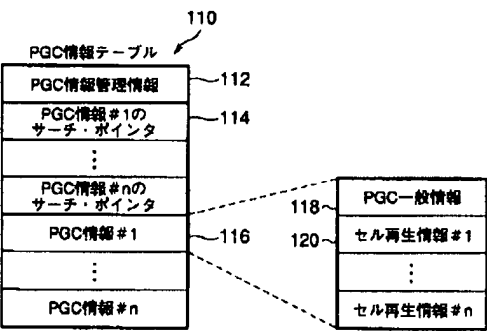 110
PGC情報テーブル
PGC情報管理情報
112
PGC情報#1の
サーチ・ポインタ
114
⋮
PGC情報#nの
サーチ・ポインタ
PGC情報#1
116
⋮
PGC情報#n
PGC一般情報
118
セル再生情報#1
120
⋮
セル再生情報#n